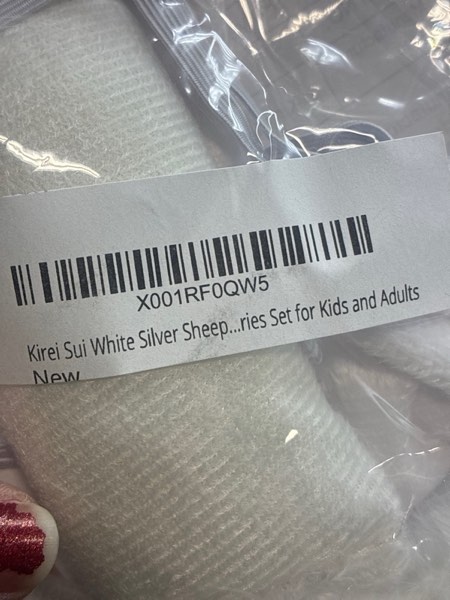 X001RF0QW5
Kirei Sui White Silver Sheep...ries Set for Kids and Adults
New